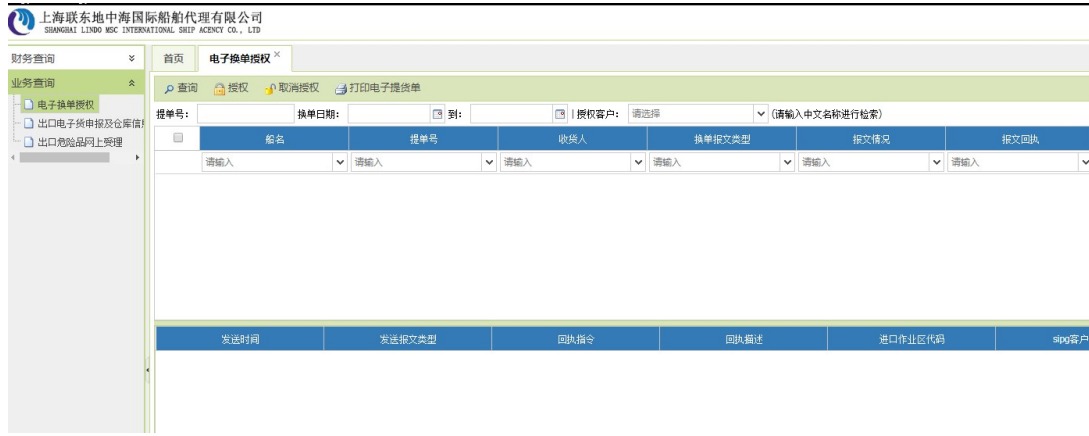 上海联东地中海国际船舶代理有限公司
SHANGHAI LINDO MSC INTERNATIONAL SHIP ACENCY CO., LTD
财务查询
业务查询
电子换单授权
出口电子货申报及仓库信息
出口危险品网上受理
首页 电子换单授权
查询 授权 取消授权 打印电子提货单
提单号: 换单日期: 到: |授权客户: 请选择 (请输入中文名称进行检索)
船名 提单号 收货人 换单报文类型 报文情况 报文回执
请输入 请输入 请输入 请输入 请输入 请输入
发送时间 发送报文类型 回执指令 回执描述 进口作业区代码 sipg客户